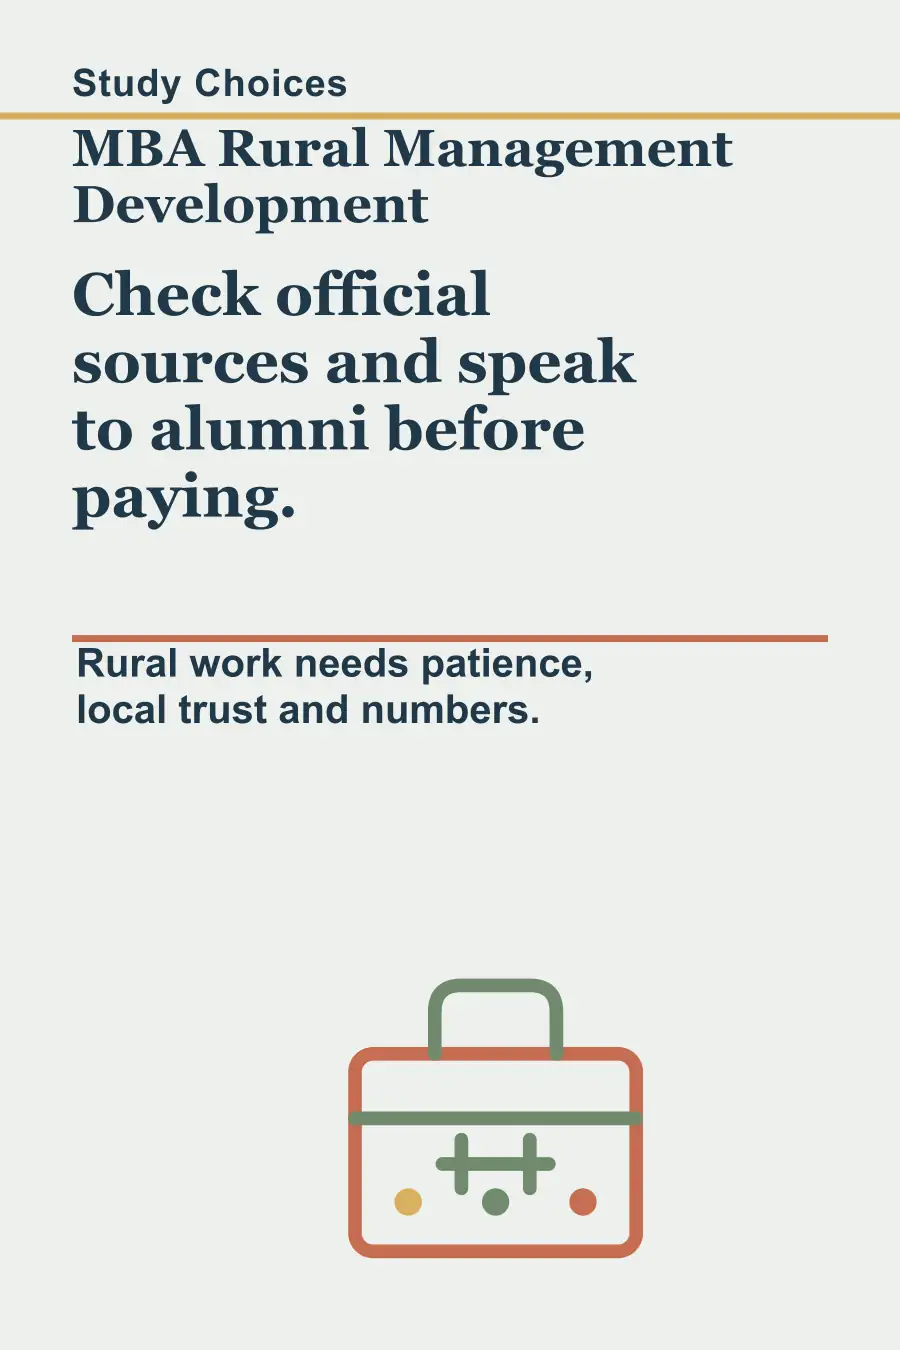 Study Choices
MBA Rural Management
Development
Check official
sources and speak
to alumni before
paying.
Rural work needs patience,
local trust and numbers.